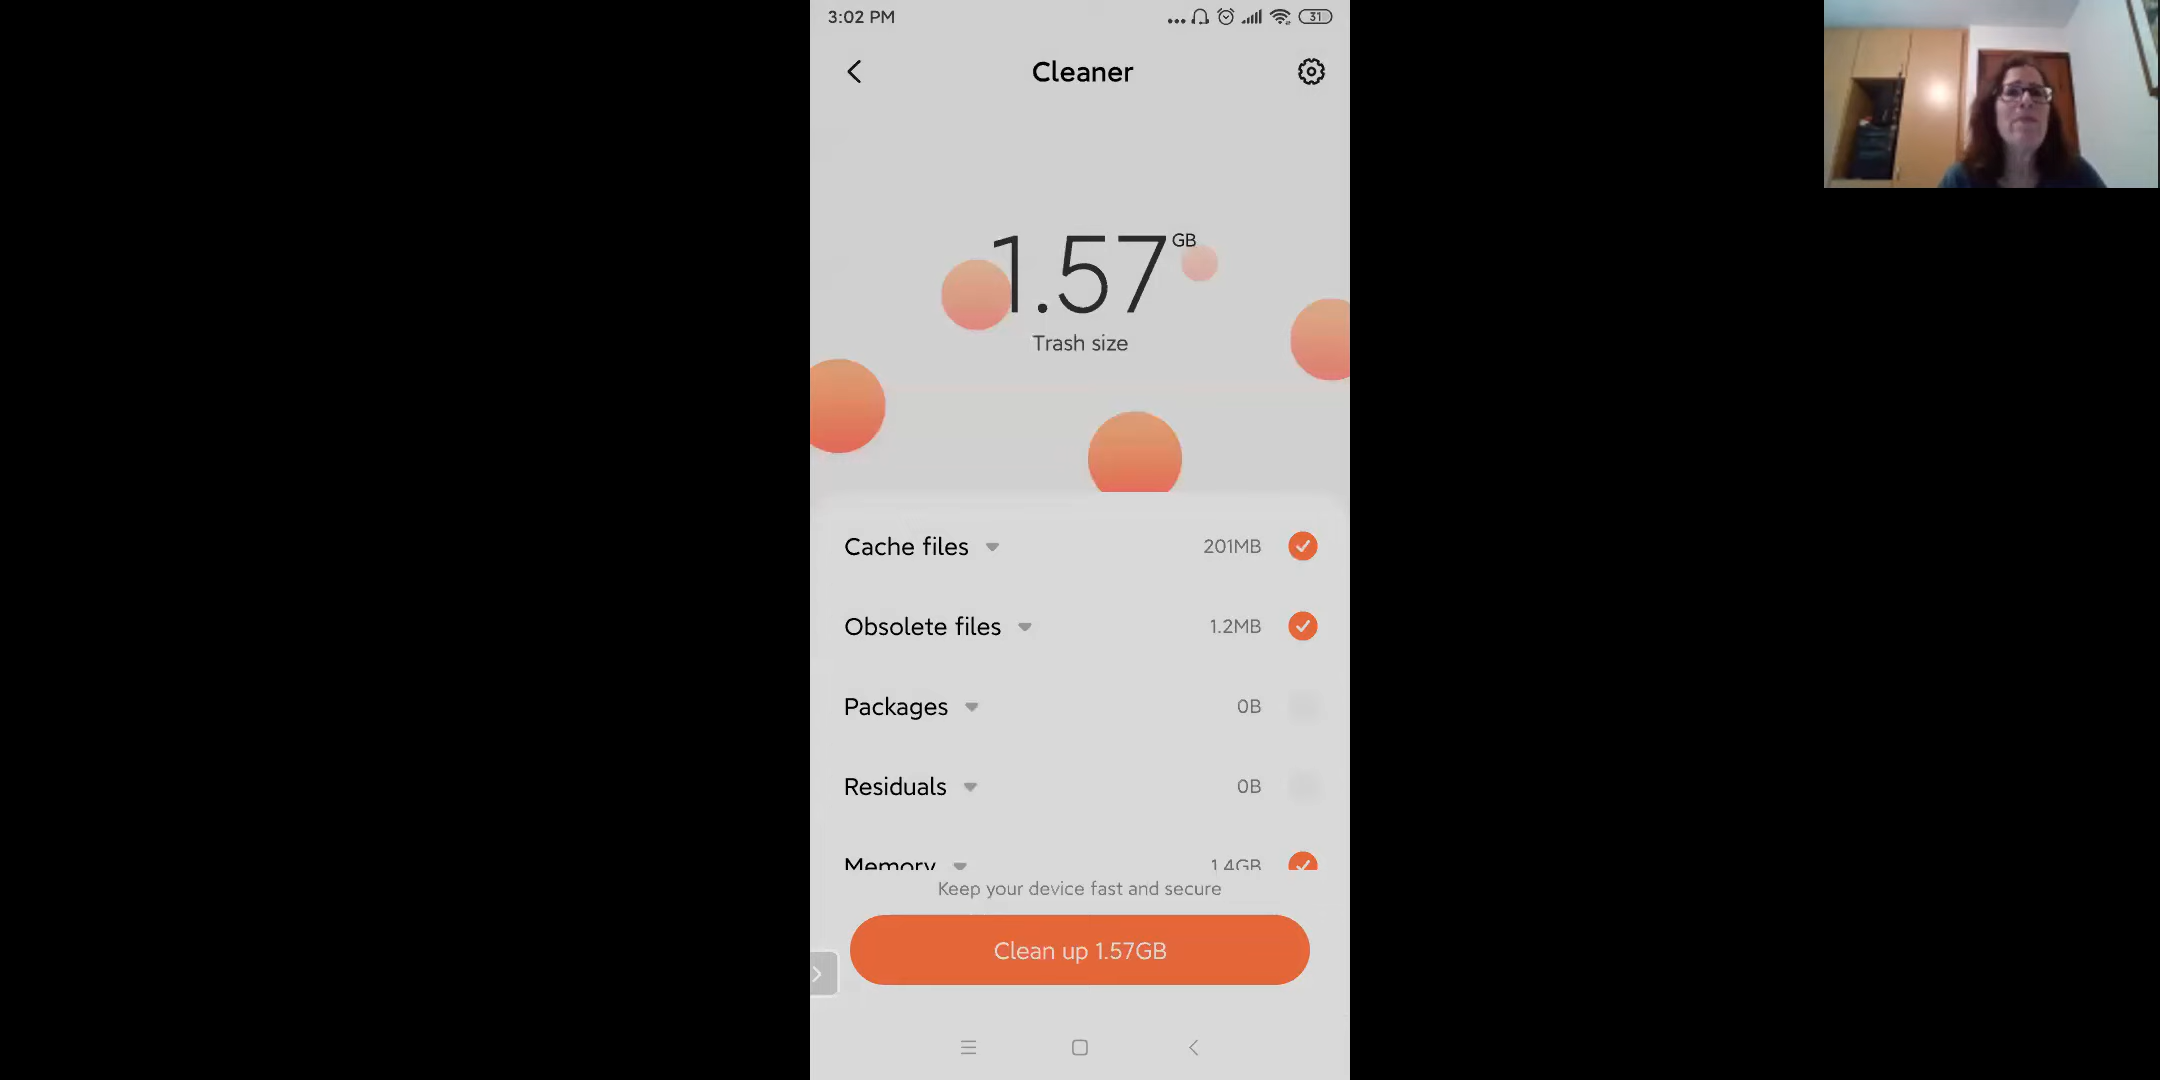 3:02 PM
31
Cleaner
1.57 GB
Trash size
Cache files 201MB
Obsolete files 1.2MB
Packages 0B
Residuals 0B
Memory 1.4GB
Keep your device fast and secure
Clean up 1.57GB